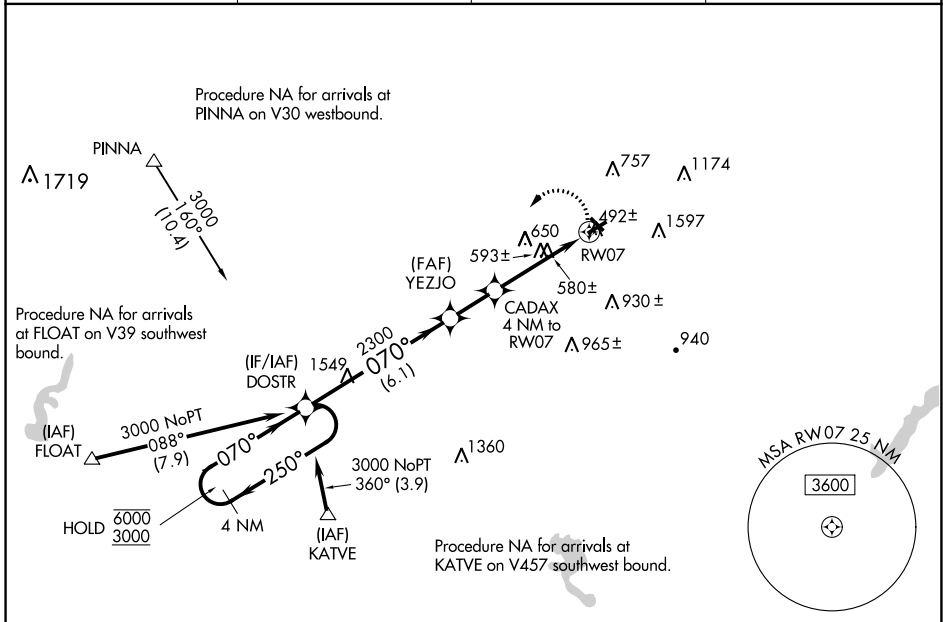 Procedure NA for arrivals at
PINNA on V30 westbound.
PINNA
1719
3000
160°
(10.4)
757
1174
492±
1597
650
593±
RW07
580±
(FAF)
YEZJO
CADAX
4 NM to
RW07
930±
965±
940
Procedure NA for arrivals
at FLOAT on V39 southwest
bound.
2300
070°
(6.1)
1549
(IF/IAF)
DOSTR
3000 NoPT
088°
(7.9)
(IAF)
FLOAT
070°
250°
HOLD
6000
3000
4 NM
3000 NoPT
360° (3.9)
(IAF)
KATVE
1360
Procedure NA for arrivals at
KATVE on V457 southwest bound.
MSA RW07 25 NM
3600